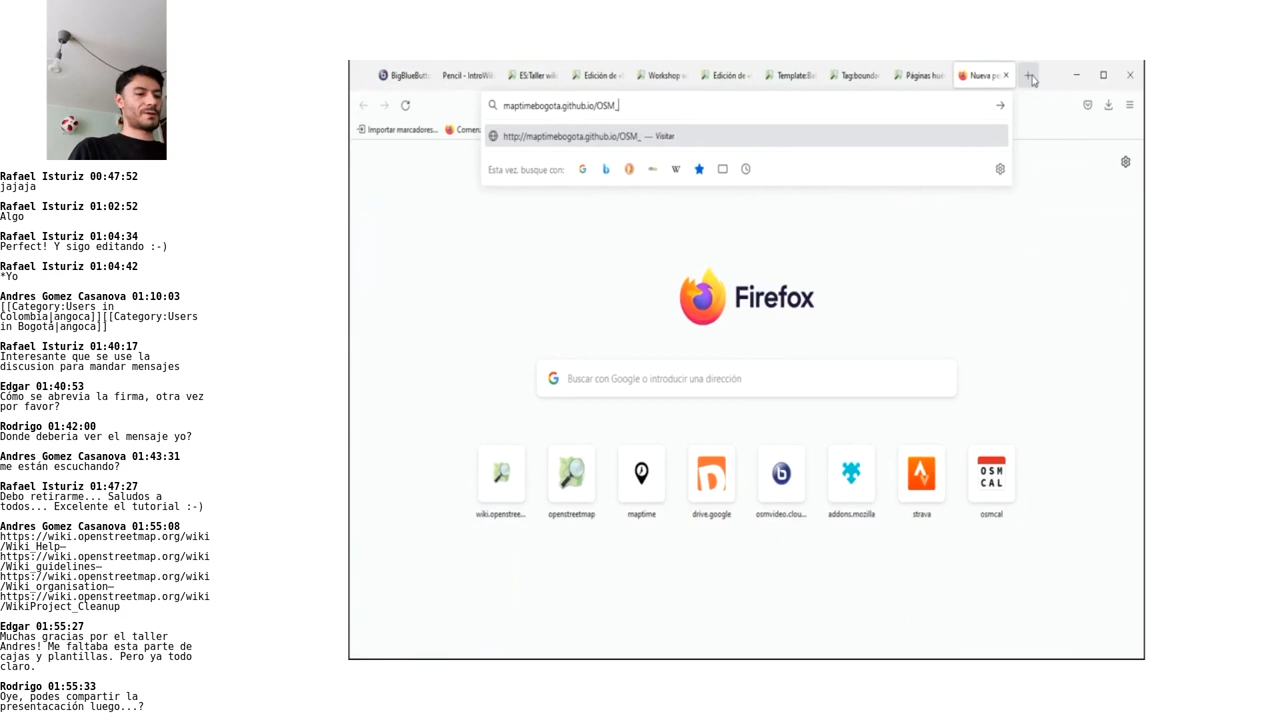 Rafael Isturiz 00:47:52
jajaja
Rafael Isturiz 01:02:52
Algo
Rafael Isturiz 01:04:34
Perfect! Y sigo editando :-)
Rafael Isturiz 01:04:42
*Yo
Andres Gomez Casanova 01:10:03
[[Category:Users in
Colombia|angoca]][[Category:Users
in Bogotá|angoca]]
Rafael Isturiz 01:40:17
Interesante que se use la
discusion para mandar mensajes
Edgar 01:40:53
Cómo se abrevia la firma, otra vez
por favor?
Rodrigo 01:42:00
Donde deberia ver el mensaje yo?
Andres Gomez Casanova 01:43:31
me están escuchando?
Rafael Isturiz 01:47:27
Debo retirarme... Saludos a
todos... Excelente el tutorial :-)
Andres Gomez Casanova 01:55:08
https://wiki.openstreetmap.org/wiki
/Wiki_Help—
https://wiki.openstreetmap.org/wiki
/Wiki_guidelines—
https://wiki.openstreetmap.org/wiki
/Wiki_organisation—
https://wiki.openstreetmap.org/wiki
/WikiProject_Cleanup
Edgar 01:55:27
Muchas gracias por el taller
Andres! Me faltaba esta parte de
cajas y plantillas. Pero ya todo
claro.
Rodrigo 01:55:33
Oye, podes compartir la
presentacación luego...?
BigBlueButt Pencil - IntroWi ES:Taller wik Edición de Workshop Edición de Template:Ba Tag:bounda Páginas hué Nueva pe
maptimebogota.github.io/OSM_
Importar marcadores... Comen
http://maptimebogota.github.io/OSM_ — Visitar
Esta vez, busque con:
Firefox
Buscar con Google o introducir una dirección
wiki.openstree... openstreetmap maptime drive.google osmvideo.clou... addons.mozilla strava osmcal
OSM
CAL